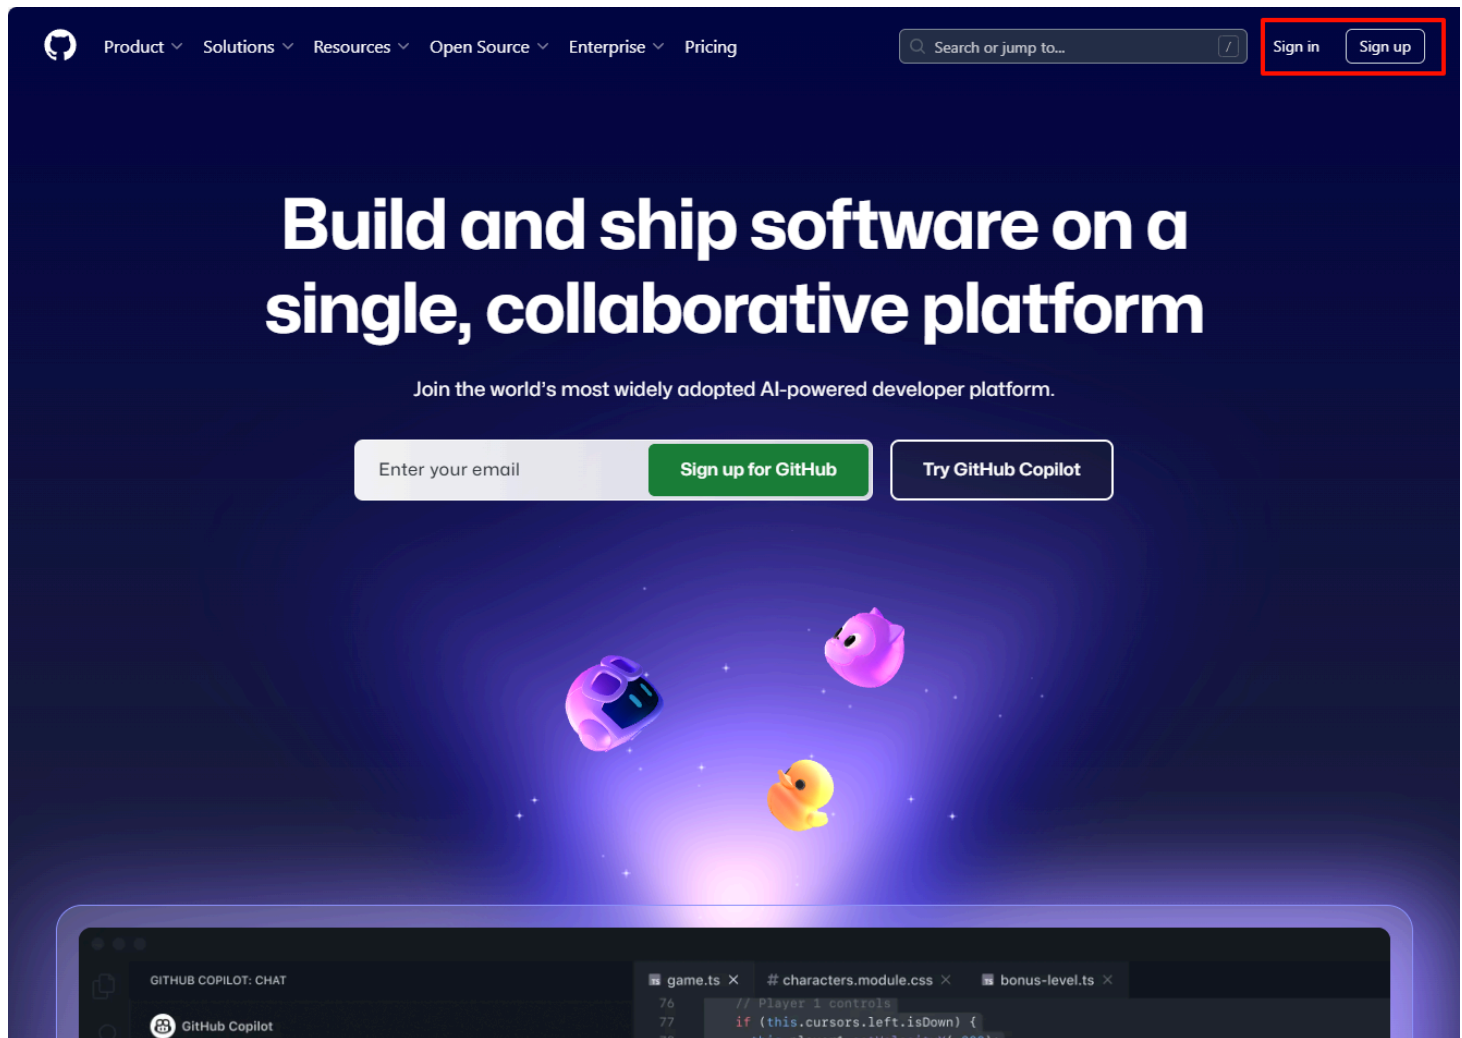 Product Solutions Resources Open Source Enterprise Pricing Search or jump to... / Sign in Sign up
Build and ship software on a
single, collaborative platform
Join the world's most widely adopted AI-powered developer platform.
Enter your email Sign up for GitHub Try GitHub Copilot
GITHUB COPILOT: CHAT game.ts # characters.module.css bonus-level.ts
76 // Player 1 controls
GitHub Copilot
77 if (this.cursors.left.isDown) {